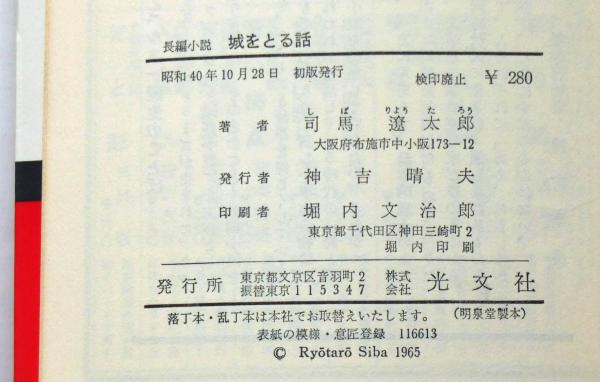 長編小説 城をとる話
昭和40年10月28日 初版発行 検印廃止 ¥ 280
しば りよう た ろう
著者 司馬遼太郎
大阪府布施市中小阪173-12
発行者 神吉晴夫
印刷者 堀内文治郎
東京都千代田区神田三崎町2
堀内印刷
発行所 東京都文京区音羽町2 振替東京115347 株式会社 光文社
落丁本・乱丁本は本社でお取替えいたします。 (明泉堂製本)
表紙の模様・意匠登録 116613
© Ryōtarō Siba 1965